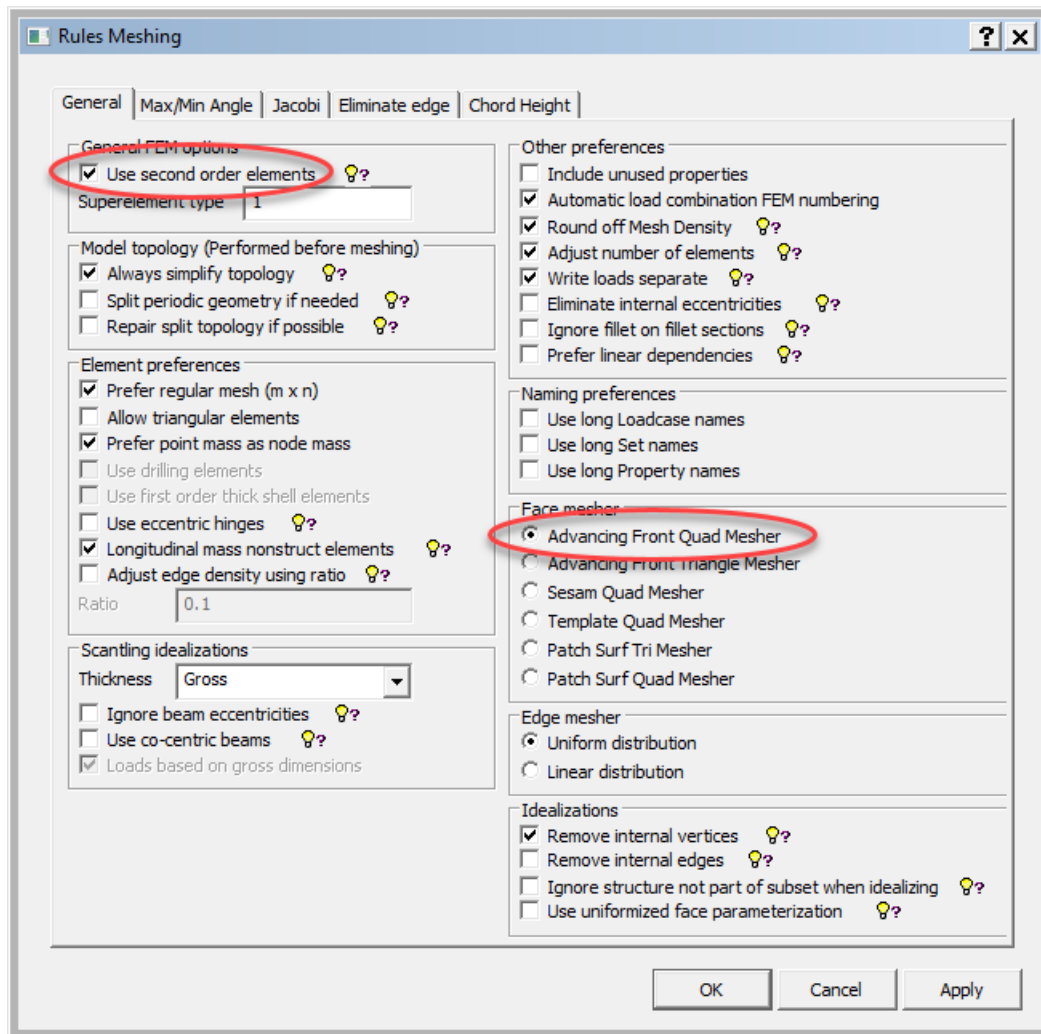 Rules Meshing
General
Max/Min Angle
Jacobi
Eliminate edge
Chord Height
General FEM options
Use second order elements
Superelement type 1
Model topology (Performed before meshing)
Always simplify topology
Split periodic geometry if needed
Repair split topology if possible
Element preferences
Prefer regular mesh (m x n)
Allow triangular elements
Prefer point mass as node mass
Use drilling elements
Use first order thick shell elements
Use eccentric hinges
Longitudinal mass nonstruct elements
Adjust edge density using ratio
Ratio 0.1
Scantling idealizations
Thickness Gross
Ignore beam eccentricities
Use co-centric beams
Loads based on gross dimensions
Other preferences
Include unused properties
Automatic load combination FEM numbering
Round off Mesh Density
Adjust number of elements
Write loads separate
Eliminate internal eccentricities
Ignore fillet on fillet sections
Prefer linear dependencies
Naming preferences
Use long Loadcase names
Use long Set names
Use long Property names
Face mesher
Advancing Front Quad Mesher
Advancing Front Triangle Mesher
Sesam Quad Mesher
Template Quad Mesher
Patch Surf Tri Mesher
Patch Surf Quad Mesher
Edge mesher
Uniform distribution
Linear distribution
Idealizations
Remove internal vertices
Remove internal edges
Ignore structure not part of subset when idealizing
Use uniformized face parameterization
OK
Cancel
Apply